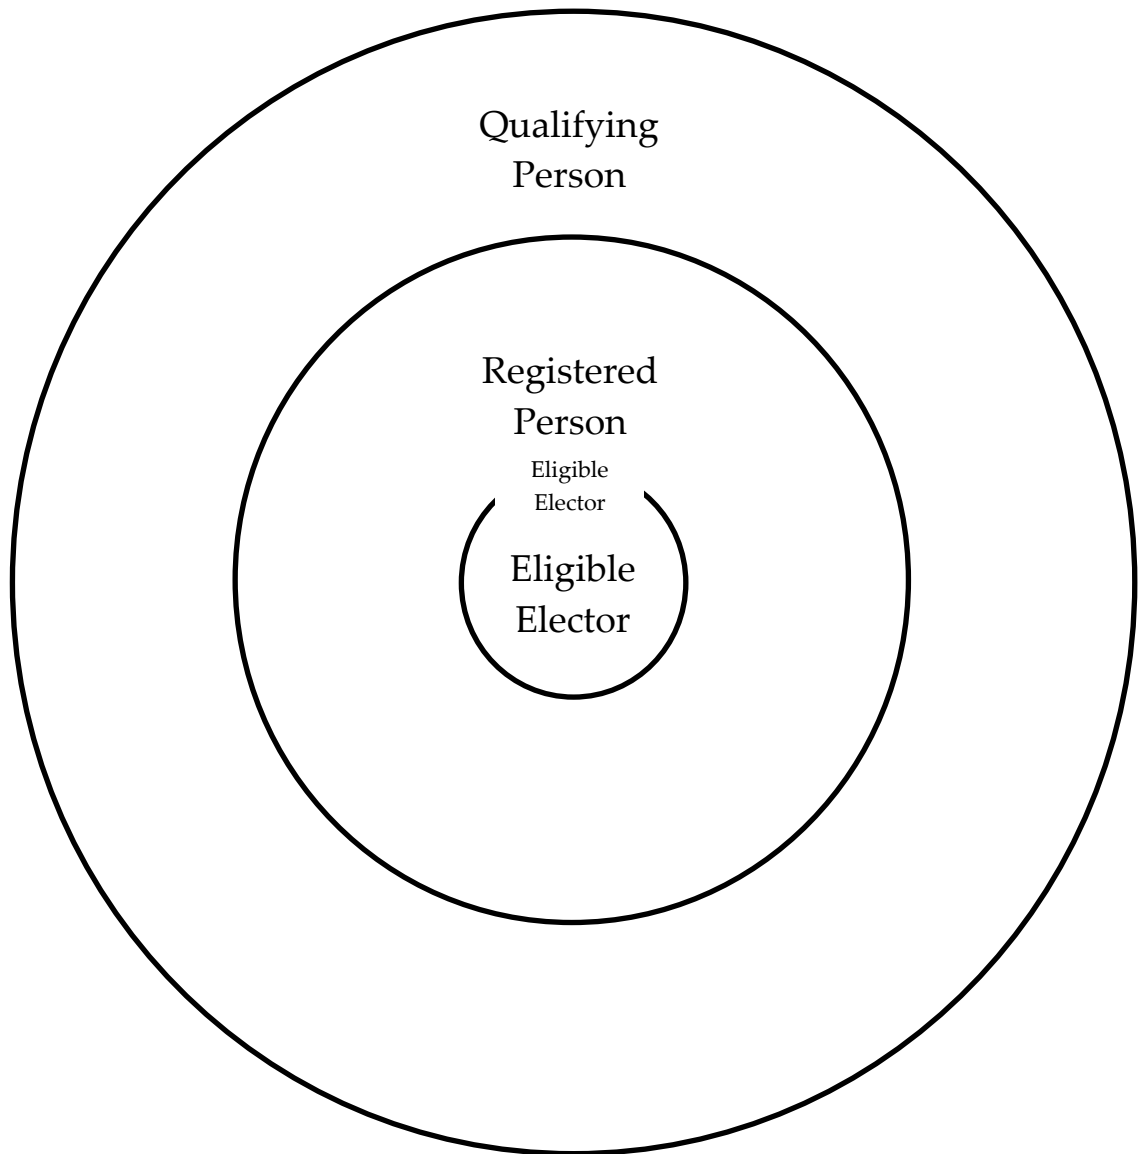 Qualifying
Person
Registered
Person
Eligible
Elector
Eligible
Elector